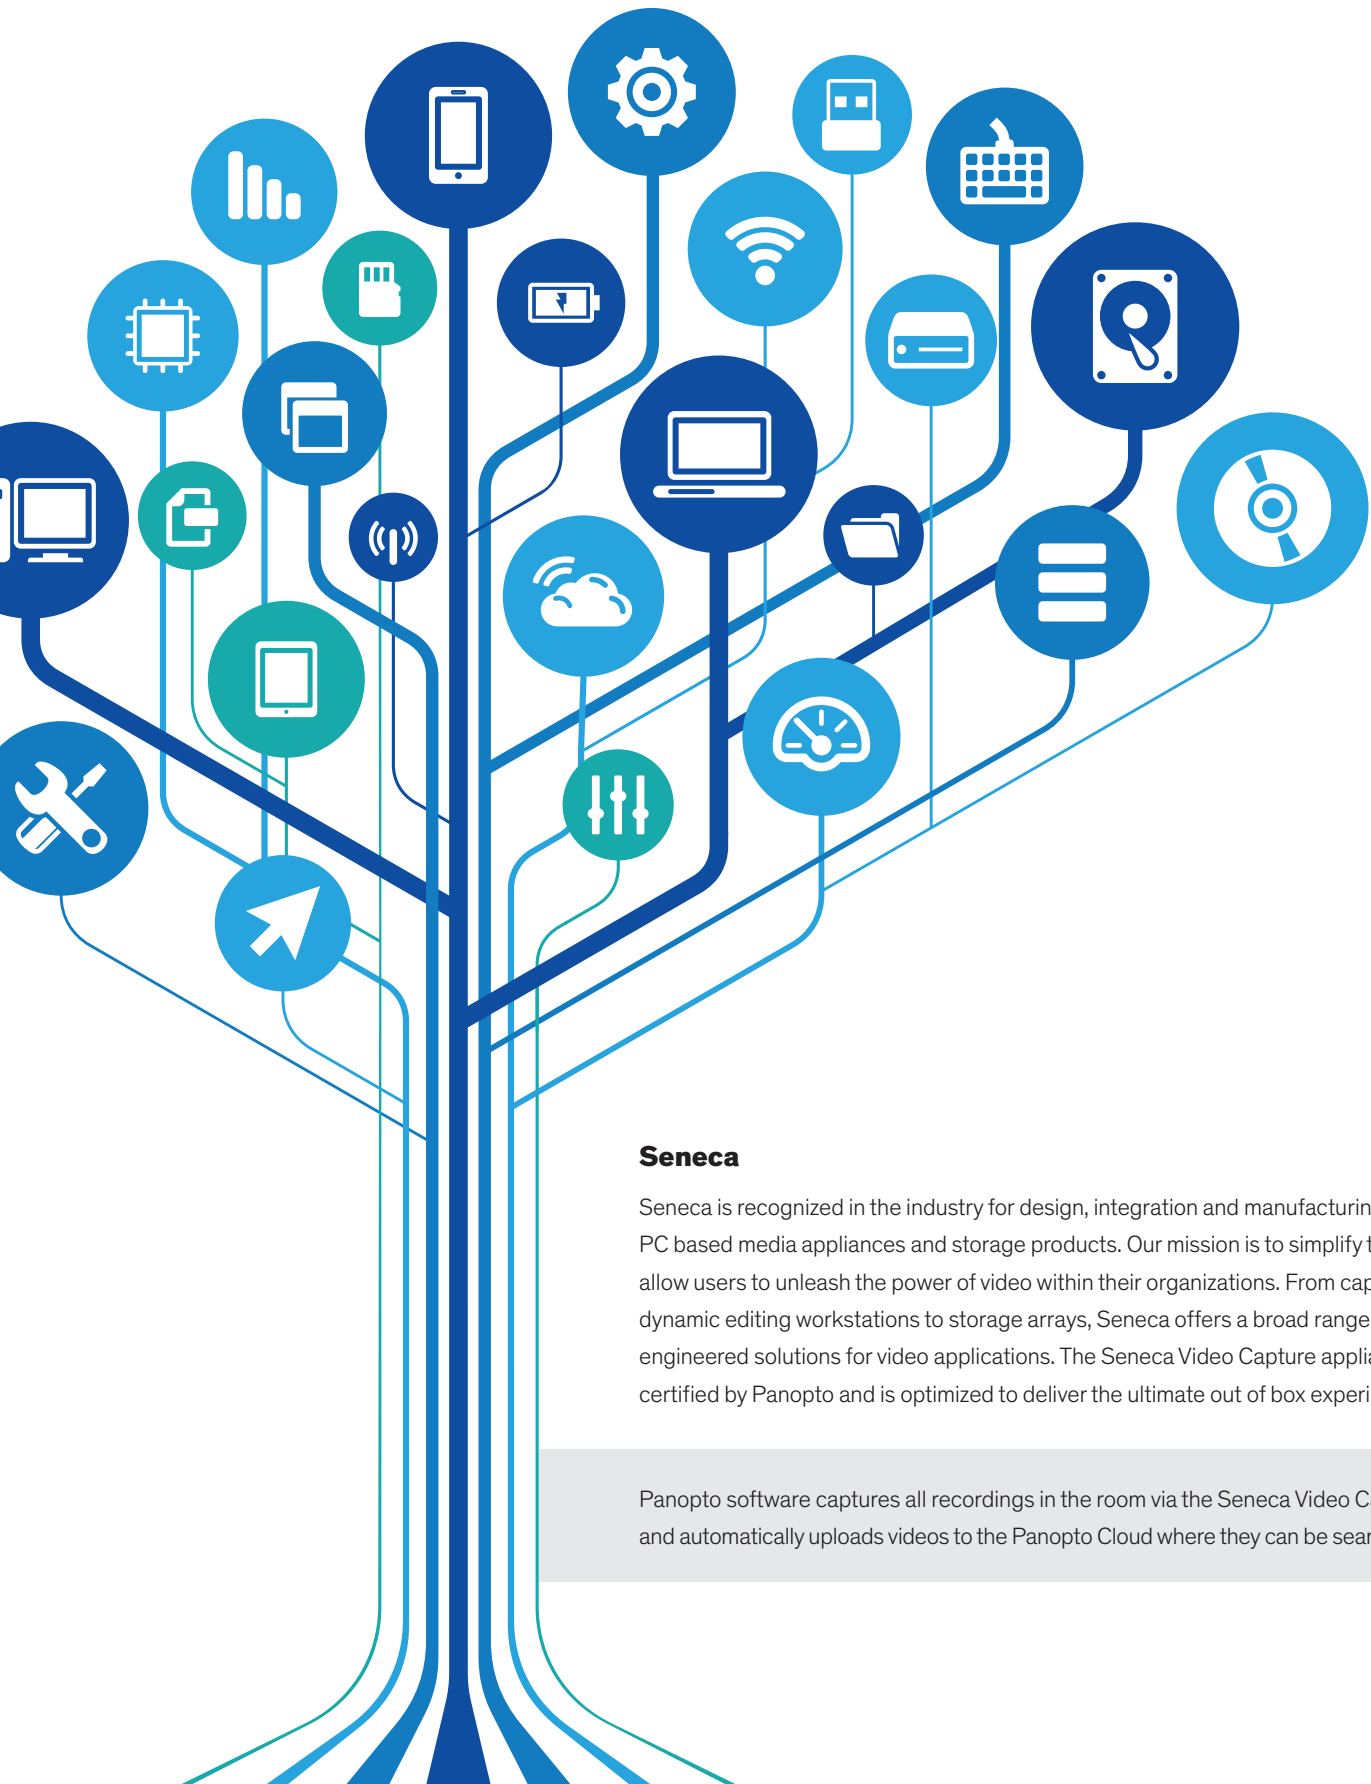 Seneca
Seneca is recognized in the industry for design, integration and manufacturin
PC based media appliances and storage products. Our mission is to simplify t
allow users to unleash the power of video within their organizations. From cap
dynamic editing workstations to storage arrays, Seneca offers a broad range
engineered solutions for video applications. The Seneca Video Capture applia
certified by Panopto and is optimized to deliver the ultimate out of box experi
Panopto software captures all recordings in the room via the Seneca Video Ca
and automatically uploads videos to the Panopto Cloud where they can be sear